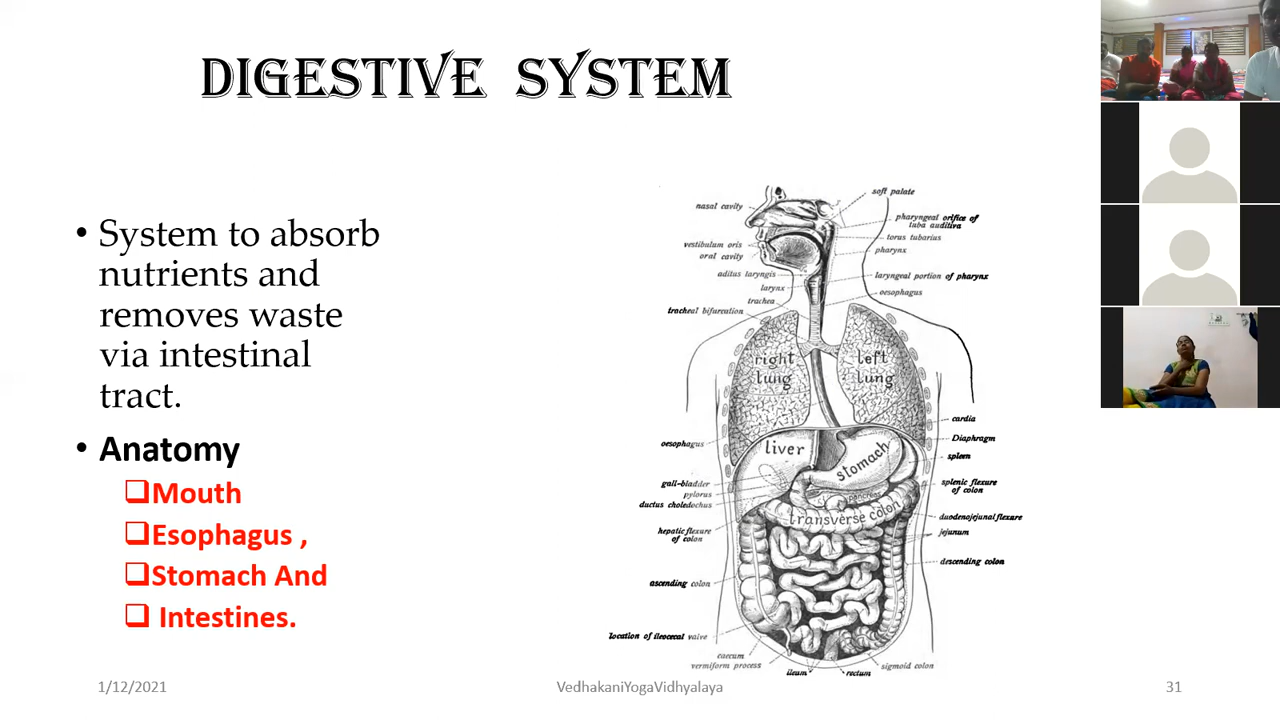 DIGESTIVE SYSTEM
• System to absorb
nutrients and
removes waste
via intestinal
tract.
• Anatomy
❑Mouth
❑Esophagus ,
❑Stomach And
❑ Intestines.
nasal cavity
vestibulum oris
oral cavity
aditus laryngis
larynx
trachea
tracheal bifurcation
soft palate
pharyngeal orifice of
tuba auditiva
torus tubarius
pharynx
laryngeal portion of pharynx
oesophagus
right
lung
left
lung
oesophagus
liver
stomach
gall-bladder
pylorus
ductus choledochus
pancreas
transverse colon
hepatic flexure
of colon
ascending colon
location of ileocecal valve
caecum
vermiform process
cardia
Diaphragm
spleen
splenic flexure
of colon
duodenojejunal flexure
jejunum
descending colon
sigmoid colon
ileum
rectum
1/12/2021
VedhakaniYogaVidhyalaya
31